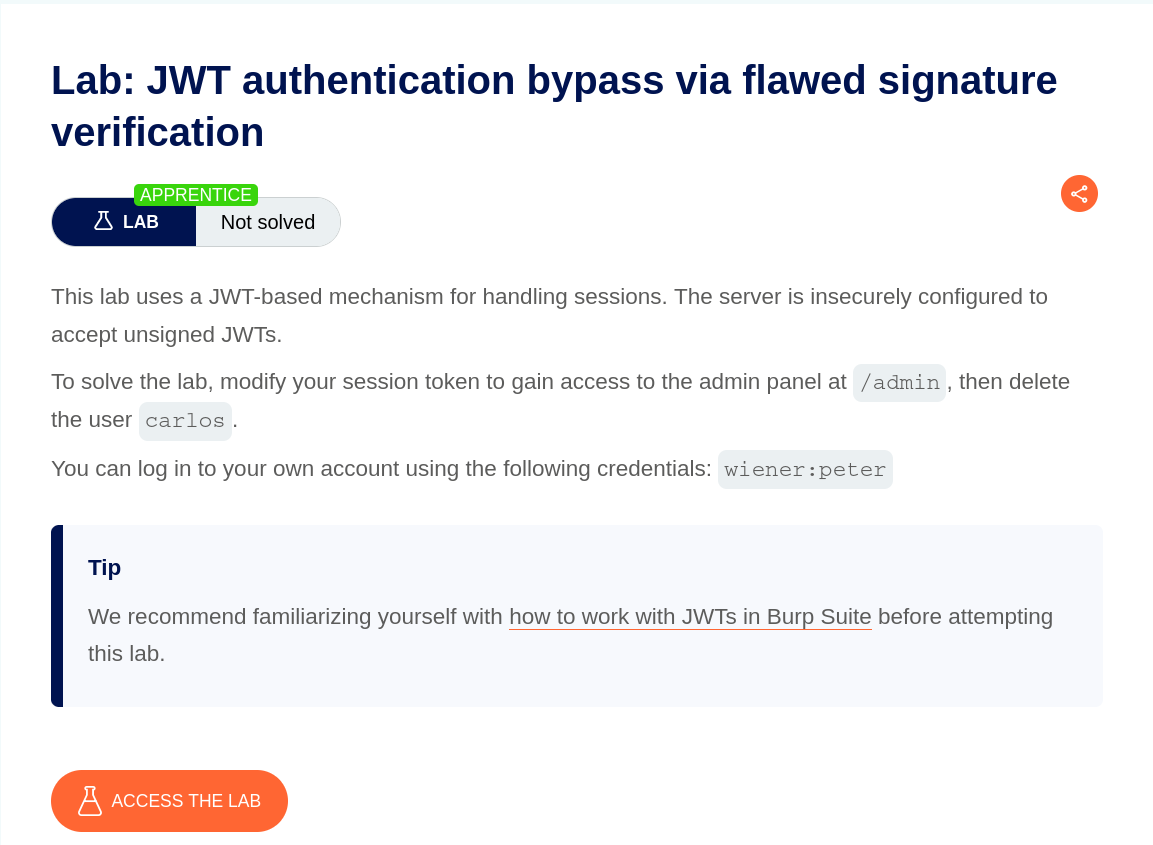 Lab: JWT authentication bypass via flawed signature
verification
APPRENTICE
LAB
Not solved
This lab uses a JWT-based mechanism for handling sessions. The server is insecurely configured to
accept unsigned JWTs.
To solve the lab, modify your session token to gain access to the admin panel at /admin, then delete
the user carlos.
You can log in to your own account using the following credentials: wiener:peter
Tip
We recommend familiarizing yourself with how to work with JWTs in Burp Suite before attempting
this lab.
ACCESS THE LAB